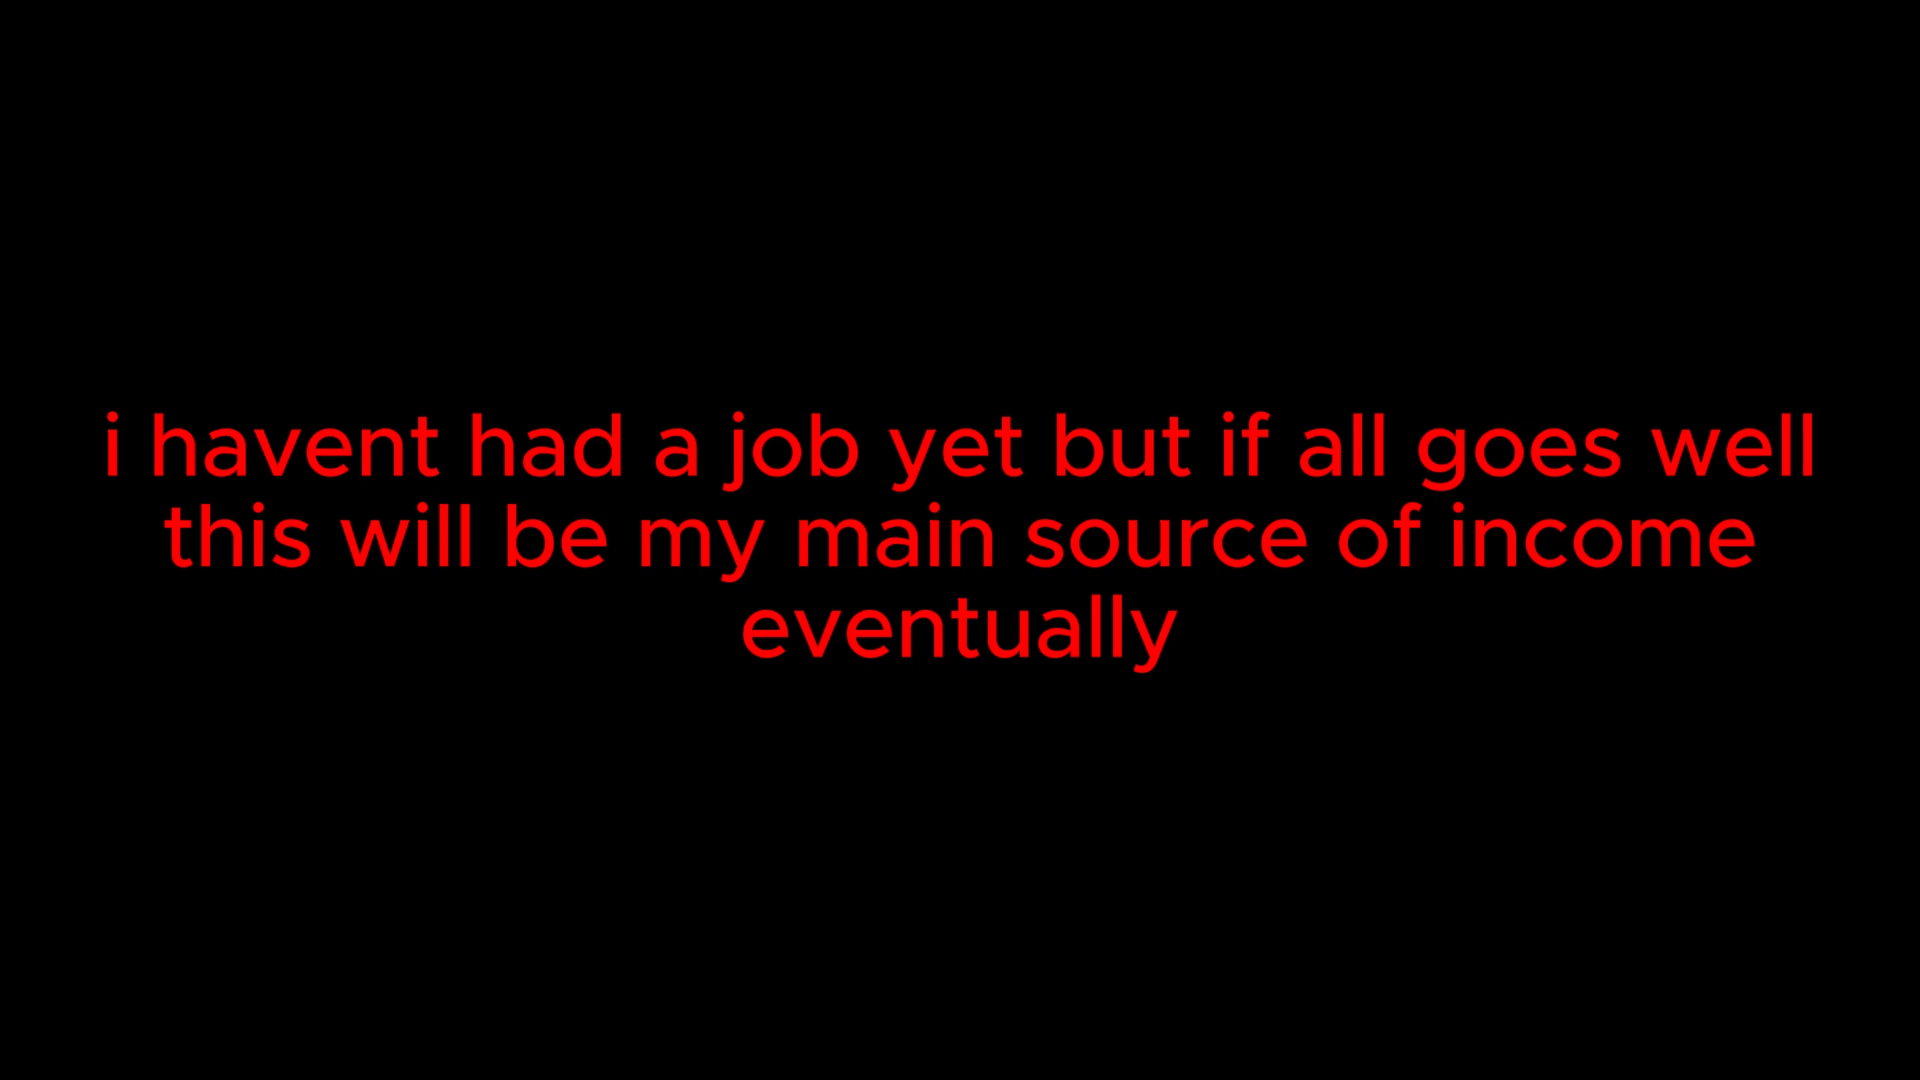 i havent had a job yet but if all goes well
this will be my main source of income
eventually